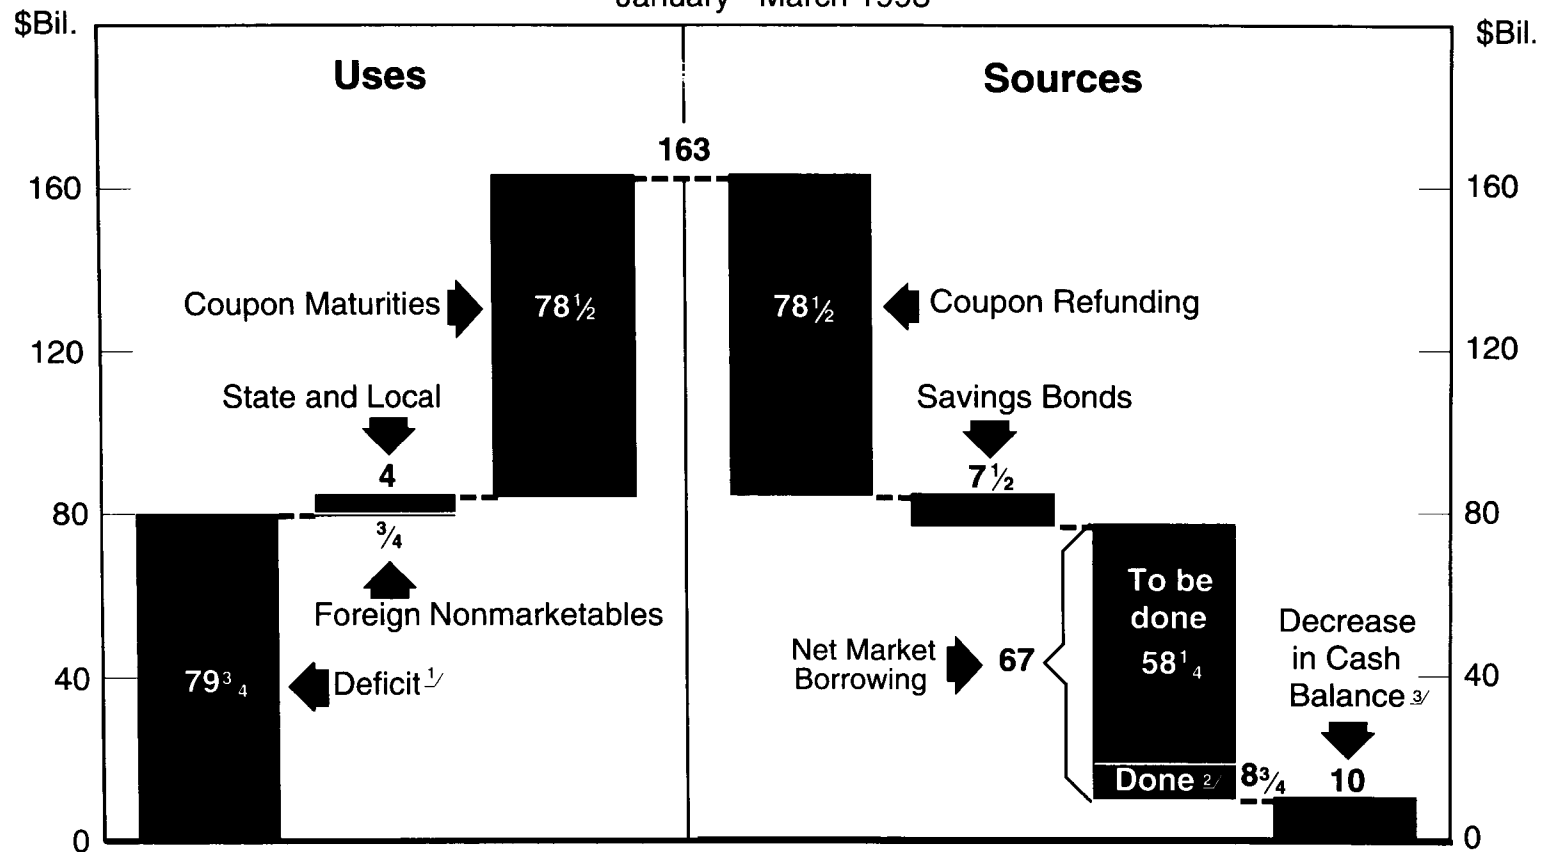 January - March 1993
$Bil.
$Bil.
Uses
Sources
163
160
160
Coupon Maturities
78½
78½
Coupon Refunding
120
120
State and Local
Savings Bonds
4
7½
80
80
¾
Foreign Nonmarketables
To be
done
58¼
Net Market
Borrowing
67
Decrease
in Cash
Balance 3/
40
40
79¾
Deficit 1/
Done 2/
8¾
10
0
0